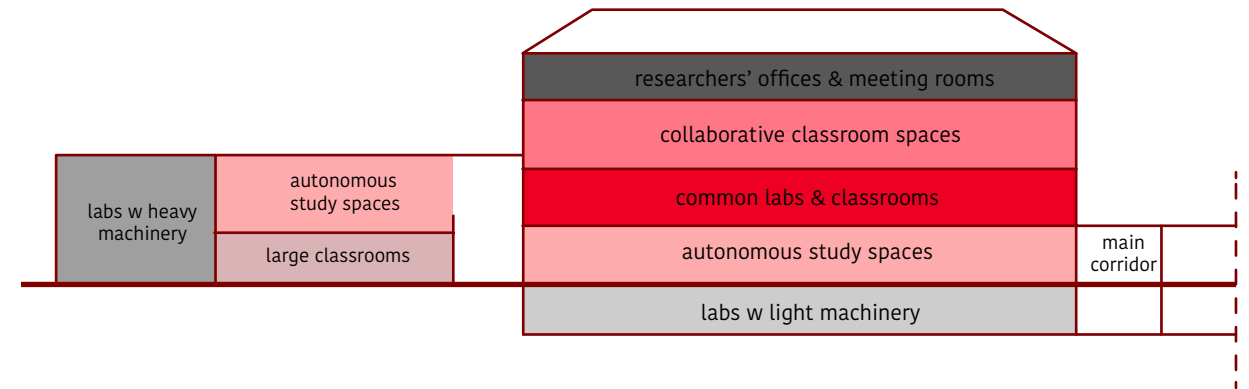 researchers’ offices & meeting rooms
collaborative classroom spaces
common labs & classrooms
autonomous study spaces
labs w light machinery
labs w heavy
machinery
autonomous
study spaces
large classrooms
main
corridor